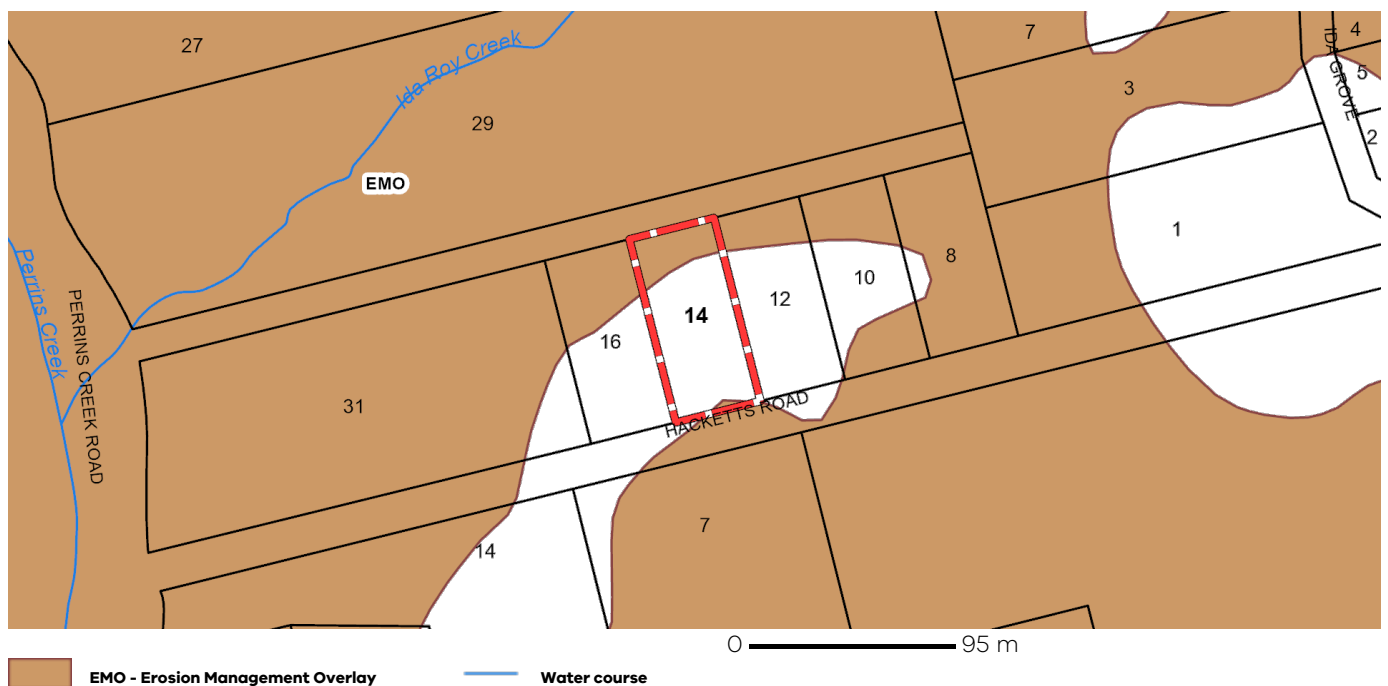 27
7
4
IDA GROVE
5
Ida Roy Creek
3
29
2
EMO
1
Perrins Creek
PERRINS CREEK ROAD
8
10
12
14
16
31
HACKETTS ROAD
7
14
0 95 m
EMO - Erosion Management Overlay Water course